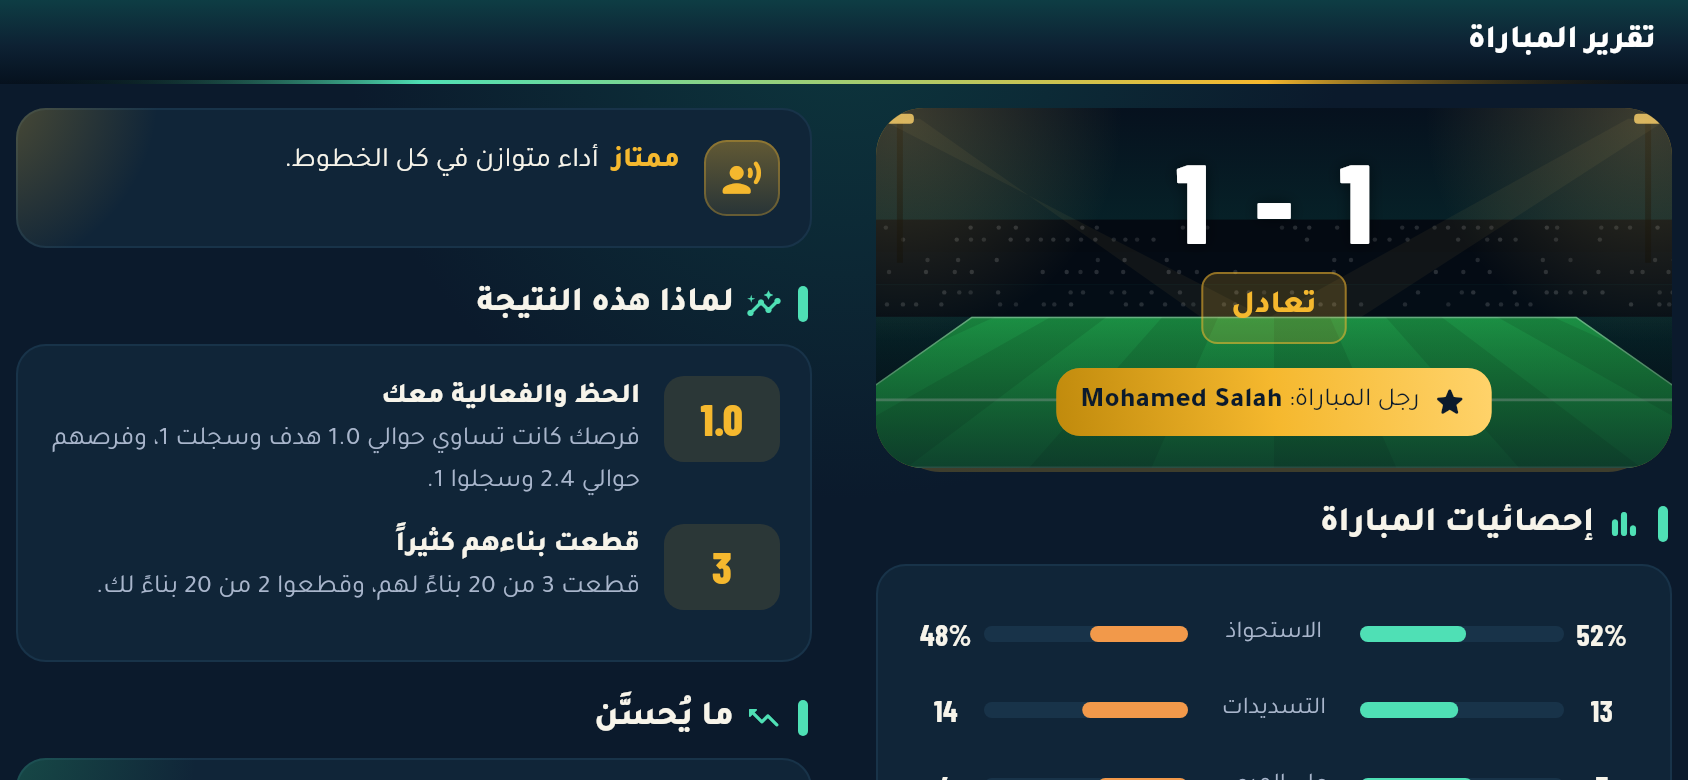 تقرير المباراة
1 - 1
تعادل
رجل المباراة: Mohamed Salah
إحصائيات المباراة
52% الاستحواذ 48%
13 التسديدات 14
ممتاز أداء متوازن في كل الخطوط.
لماذا هذه النتيجة
1.0
الحظ والفعالية معك
فرصك كانت تساوي حوالي 1.0 هدف وسجلت 1، وفرصهم
حوالي 2.4 وسجلوا 1.
3
قطعت بناءهم كثيراً
قطعت 3 من 20 بناءً لهم، وقطعوا 2 من 20 بناءً لك.
ما يُحسَّن